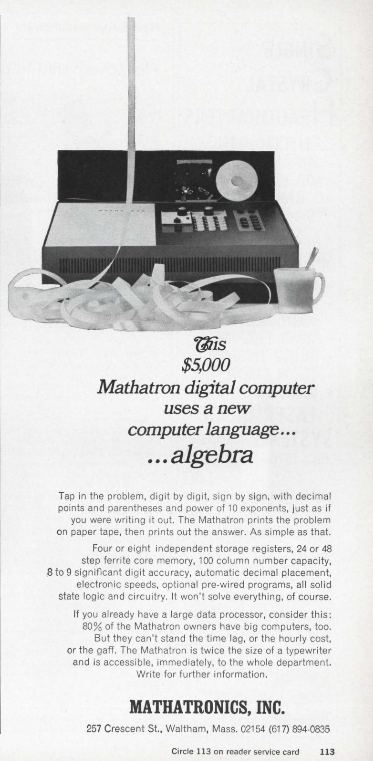 This
$5,000
Mathatron digital computer
uses a new
computer language...
...algebra
Tap in the problem, digit by digit, sign by sign, with decimal
points and parentheses and power of 10 exponents, just as if
you were writing it out. The Mathatron prints the problem
on paper tape, then prints out the answer. As simple as that.
Four or eight independent storage registers, 24 or 48
step ferrite core memory, 100 column number capacity,
8 to 9 significant digit accuracy, automatic decimal placement,
electronic speeds, optional pre-wired programs, all solid
state logic and circuitry. It won't solve everything, of course.
If you already have a large data processor, consider this:
80% of the Mathatron owners have big computers, too.
But they can't stand the time lag, or the hourly cost,
or the gaff. The Mathatron is twice the size of a typewriter
and is accessible, immediately, to the whole department.
Write for further information.
MATHATRONICS, INC.
257 Crescent St., Waltham, Mass. 02154 (617) 894-0835
Circle 113 on reader service card 113